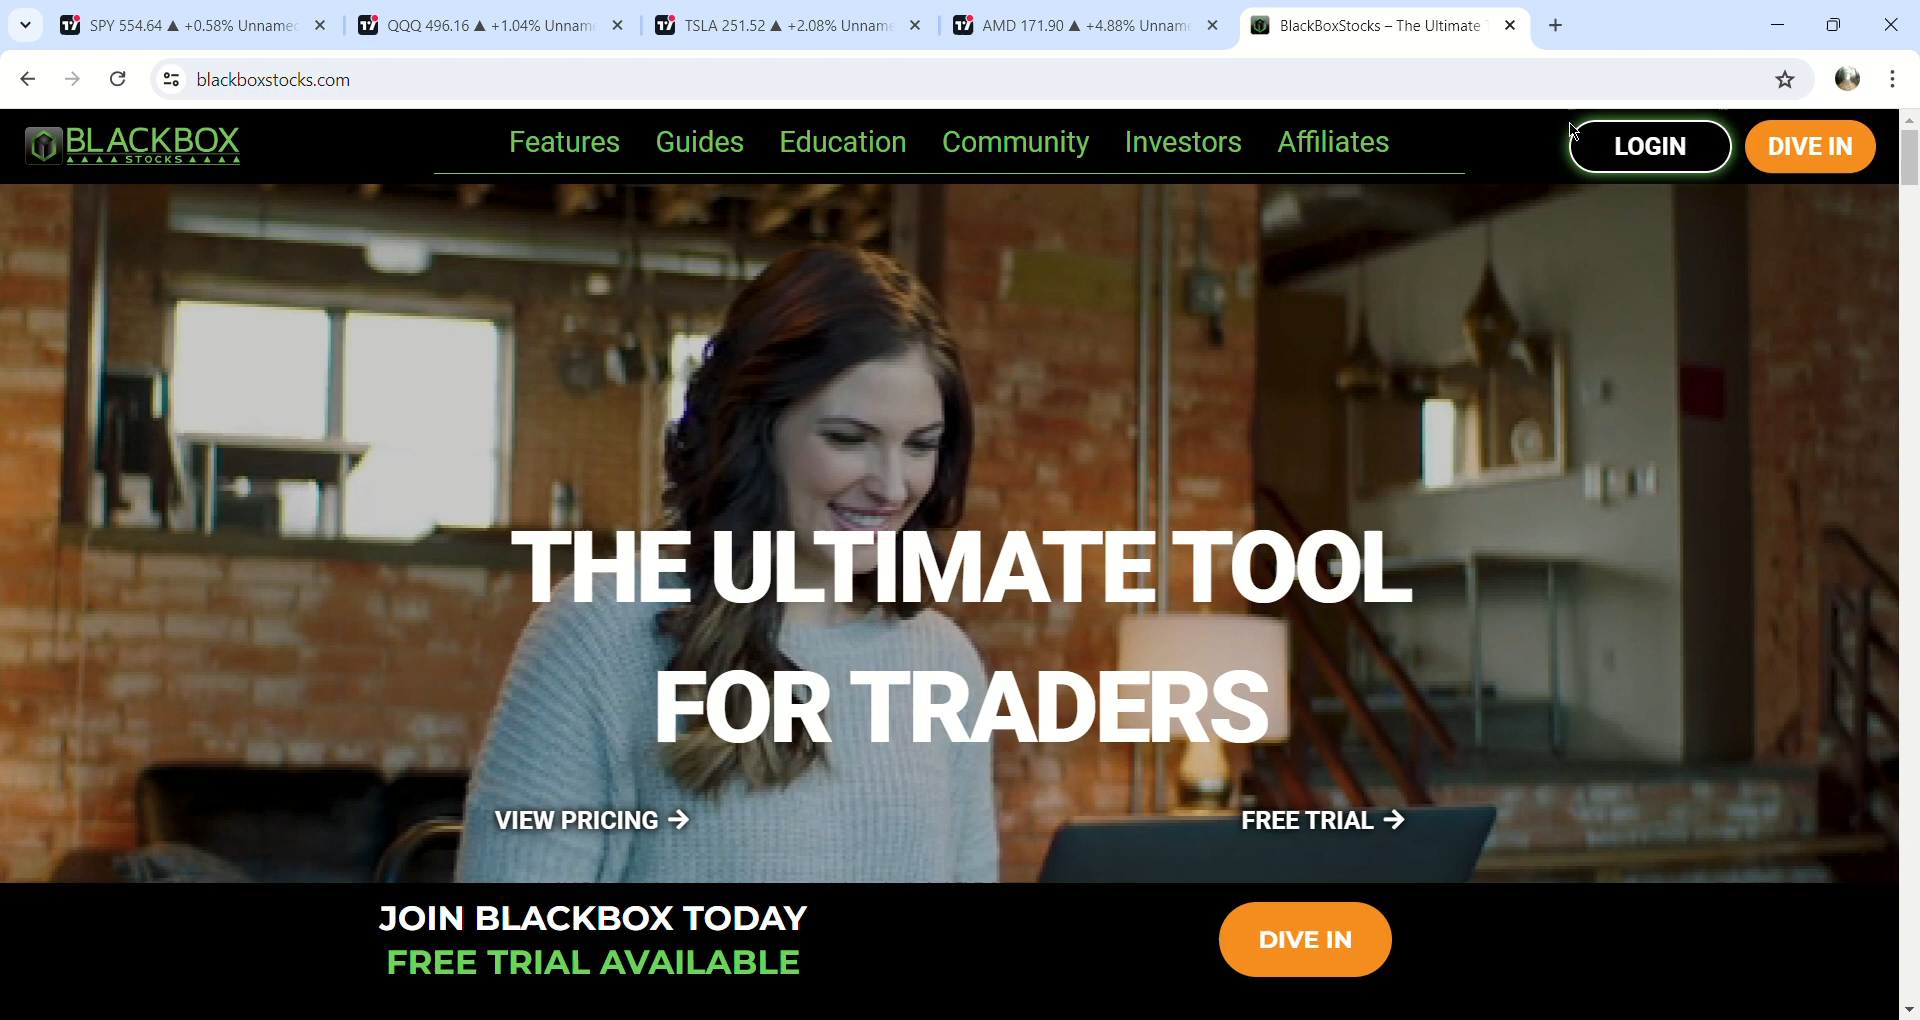 SPY 554.64 ▲ +0.58% Unnamed
QQQ 496.16 ▲ +1.04% Unnam
TSLA 251.52 ▲ +2.08% Unname
AMD 171.90 ▲ +4.88% Unnam
BlackBoxStocks – The Ultimate T
blackboxstocks.com
BLACKBOX
STOCKS
Features Guides Education Community Investors Affiliates
LOGIN
DIVE IN
THE ULTIMATE TOOL
FOR TRADERS
VIEW PRICING →
FREE TRIAL →
JOIN BLACKBOX TODAY
FREE TRIAL AVAILABLE
DIVE IN